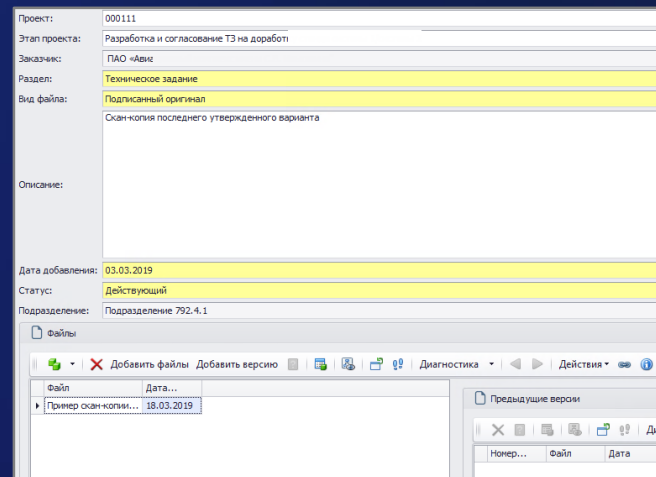 Проект: 000111
Этап проекта: Разработка и согласование ТЗ на доработ
Заказчик: ПАО «Авиа
Раздел: Техническое задание
Вид файла: Подписанный оригинал
Описание: Скан-копия последнего утвержденного варианта
Дата добавления: 03.03.2019
Статус: Действующий
Подразделение: Подразделение 792.4.1
Файлы
Добавить файлы Добавить версию Диагностика Действия
Файл Дата...
Пример скан-копии... 18.03.2019
Предыдущие версии
Номер... Файл Дата